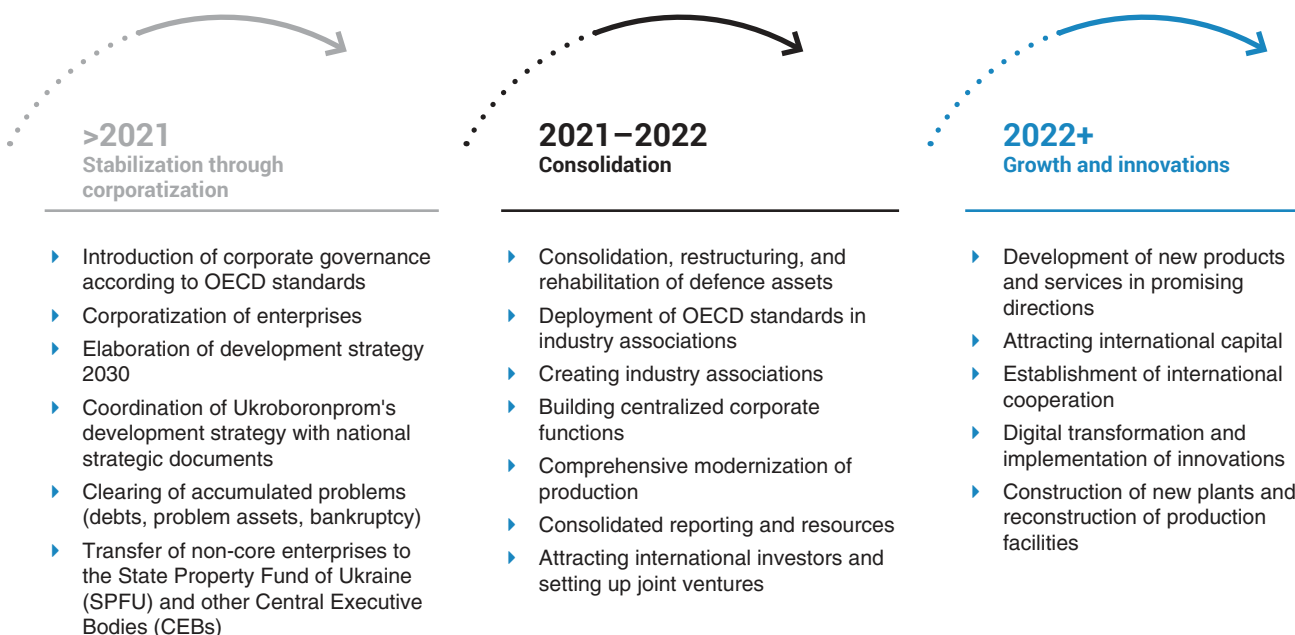 >2021
Stabilization through
corporatization
Introduction of corporate governance
according to OECD standards
Corporatization of enterprises
Elaboration of development strategy
2030
Coordination of Ukroboronprom's
development strategy with national
strategic documents
Clearing of accumulated problems
(debts, problem assets, bankruptcy)
Transfer of non-core enterprises to
the State Property Fund of Ukraine
(SPFU) and other Central Executive
Bodies (CEBs)
2021–2022
Consolidation
Consolidation, restructuring, and
rehabilitation of defence assets
Deployment of OECD standards in
industry associations
Creating industry associations
Building centralized corporate
functions
Comprehensive modernization of
production
Consolidated reporting and resources
Attracting international investors and
setting up joint ventures
2022+
Growth and innovations
Development of new products
and services in promising
directions
Attracting international capital
Establishment of international
cooperation
Digital transformation and
implementation of innovations
Construction of new plants and
reconstruction of production
facilities